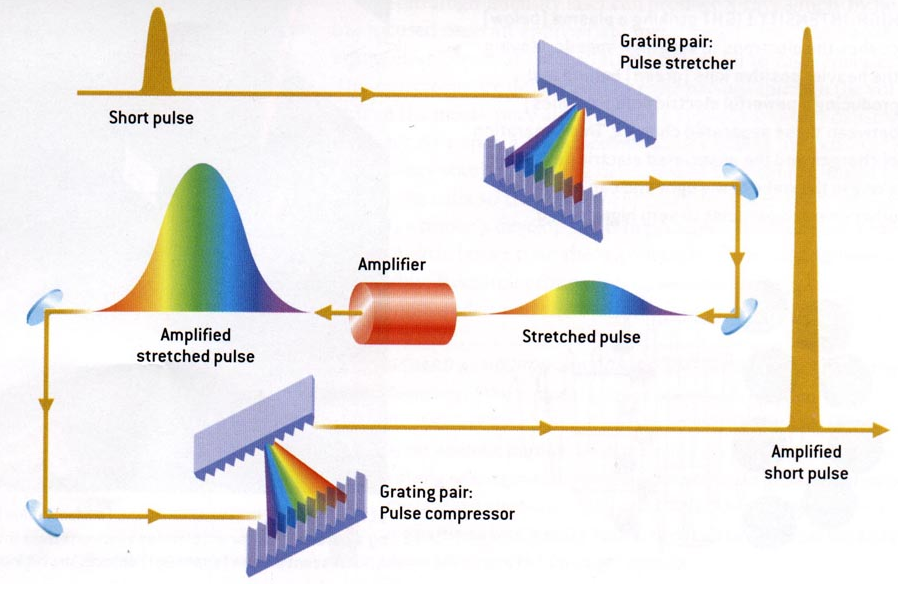 Grating pair:
Pulse stretcher
Short pulse
Amplifier
Stretched pulse
Amplified
stretched pulse
Amplified
short pulse
Grating pair:
Pulse compressor